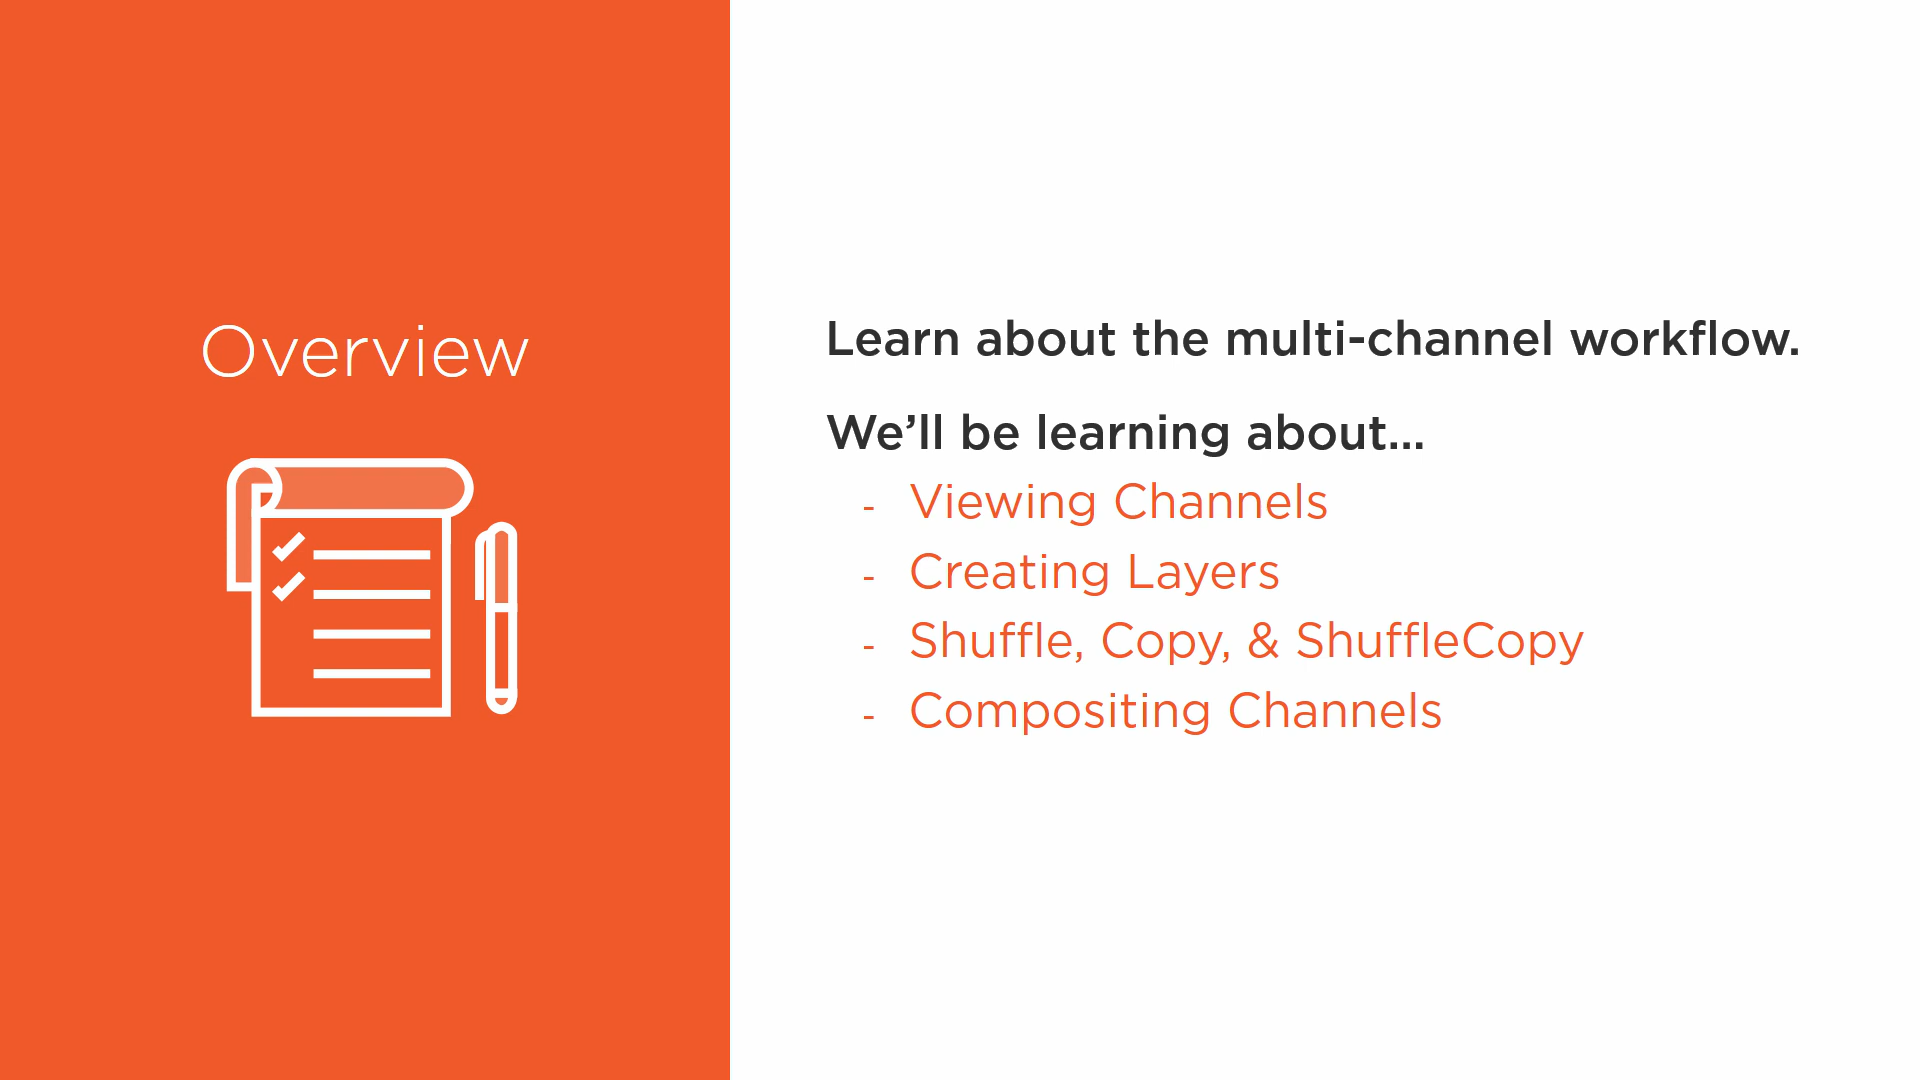 Overview
Learn about the multi-channel workflow.
We’ll be learning about...
- Viewing Channels
- Creating Layers
- Shuffle, Copy, & ShuffleCopy
- Compositing Channels